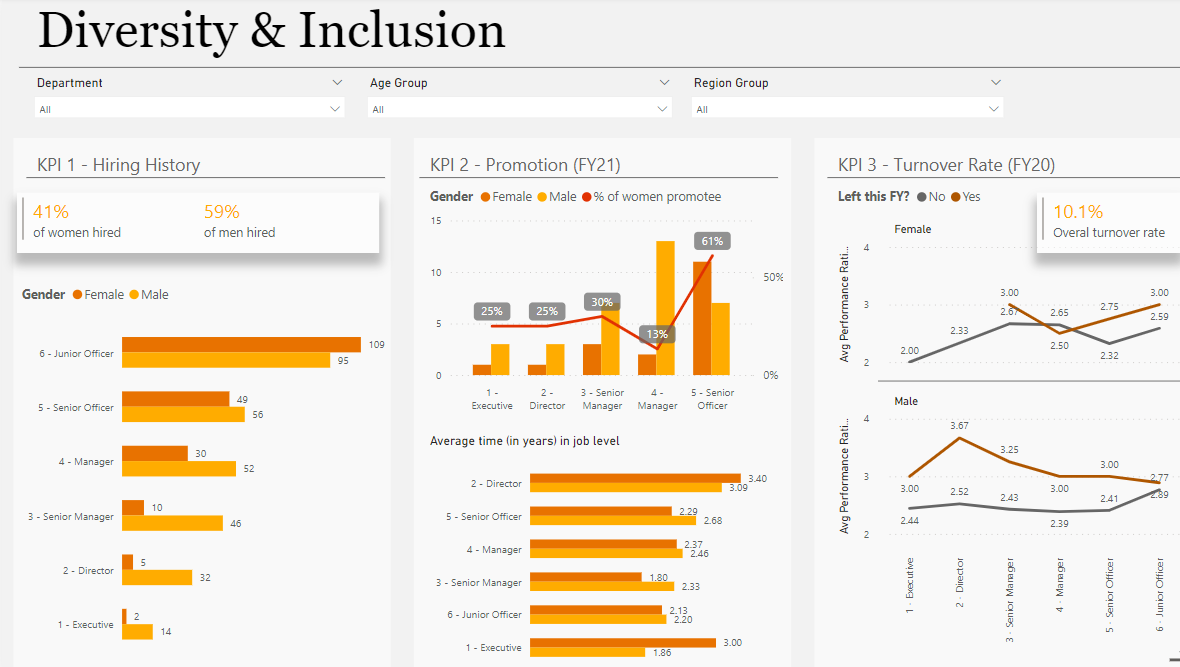 Diversity & Inclusion
Department
Age Group
Region Group
All
All
All
KPI 1 - Hiring History
41%
of women hired
59%
of men hired
Gender Female Male
6 - Junior Officer 109 95
5 - Senior Officer 49 56
4 - Manager 30 52
3 - Senior Manager 10 46
2 - Director 5 32
1 - Executive 2 14
KPI 2 - Promotion (FY21)
Gender Female Male % of women promotee
15
10
5
0
50%
0%
25% 25% 30% 13% 61%
1 -
Executive
2 -
Director
3 - Senior
Manager
4 -
Manager
5 - Senior
Officer
Average time (in years) in job level
2 - Director 3.40 3.09
5 - Senior Officer 2.29 2.68
4 - Manager 2.37 2.46
3 - Senior Manager 1.80 2.33
6 - Junior Officer 2.13 2.20
1 - Executive 3.00 1.86
KPI 3 - Turnover Rate (FY20)
Left this FY? No Yes
10.1%
Overal turnover rate
Female
Avg Performance Rati...
4
3
2
3.00 2.50 2.75 3.00
2.00 2.33 2.67 2.65 2.32 2.59
Male
Avg Performance Rati...
4
3
2
3.00 3.67 3.25 3.00 3.00 2.89
2.44 2.52 2.43 2.39 2.41 2.77
1 - Executive
2 - Director
3 - Senior Manager
4 - Manager
5 - Senior Officer
6 - Junior Officer